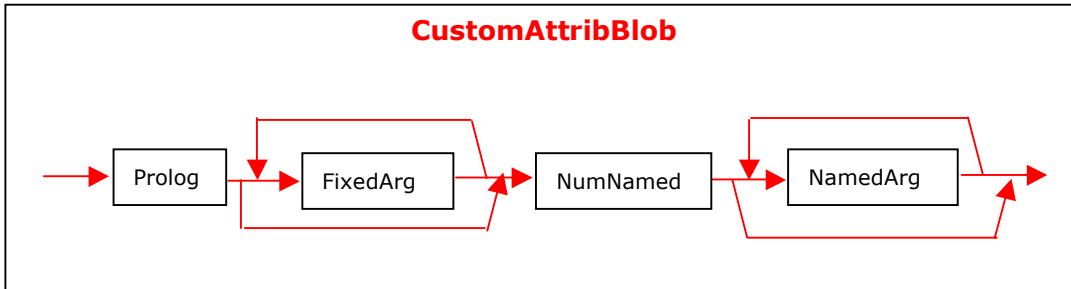 CustomAttribBlob
Prolog
FixedArg
NumNamed
NamedArg